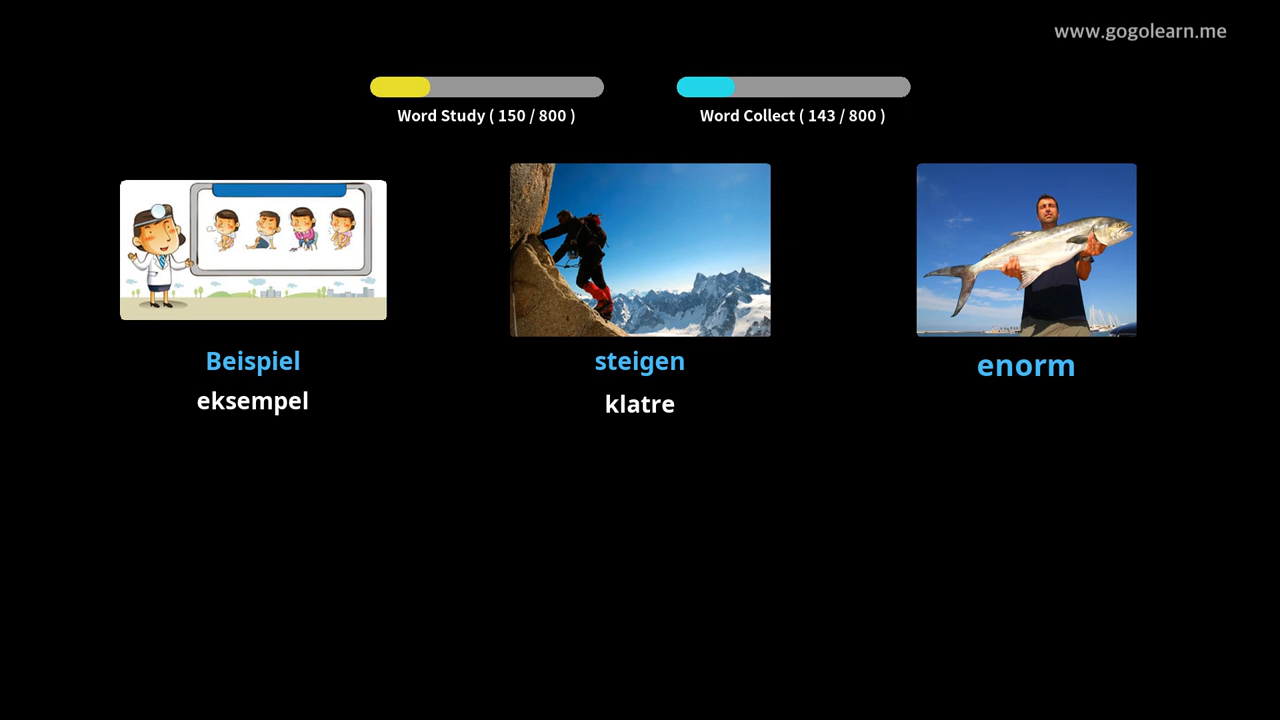 www.gogolearn.me
Word Study ( 150 / 800 )
Word Collect ( 143 / 800 )
Beispiel
eksempel
steigen
klatre
enorm